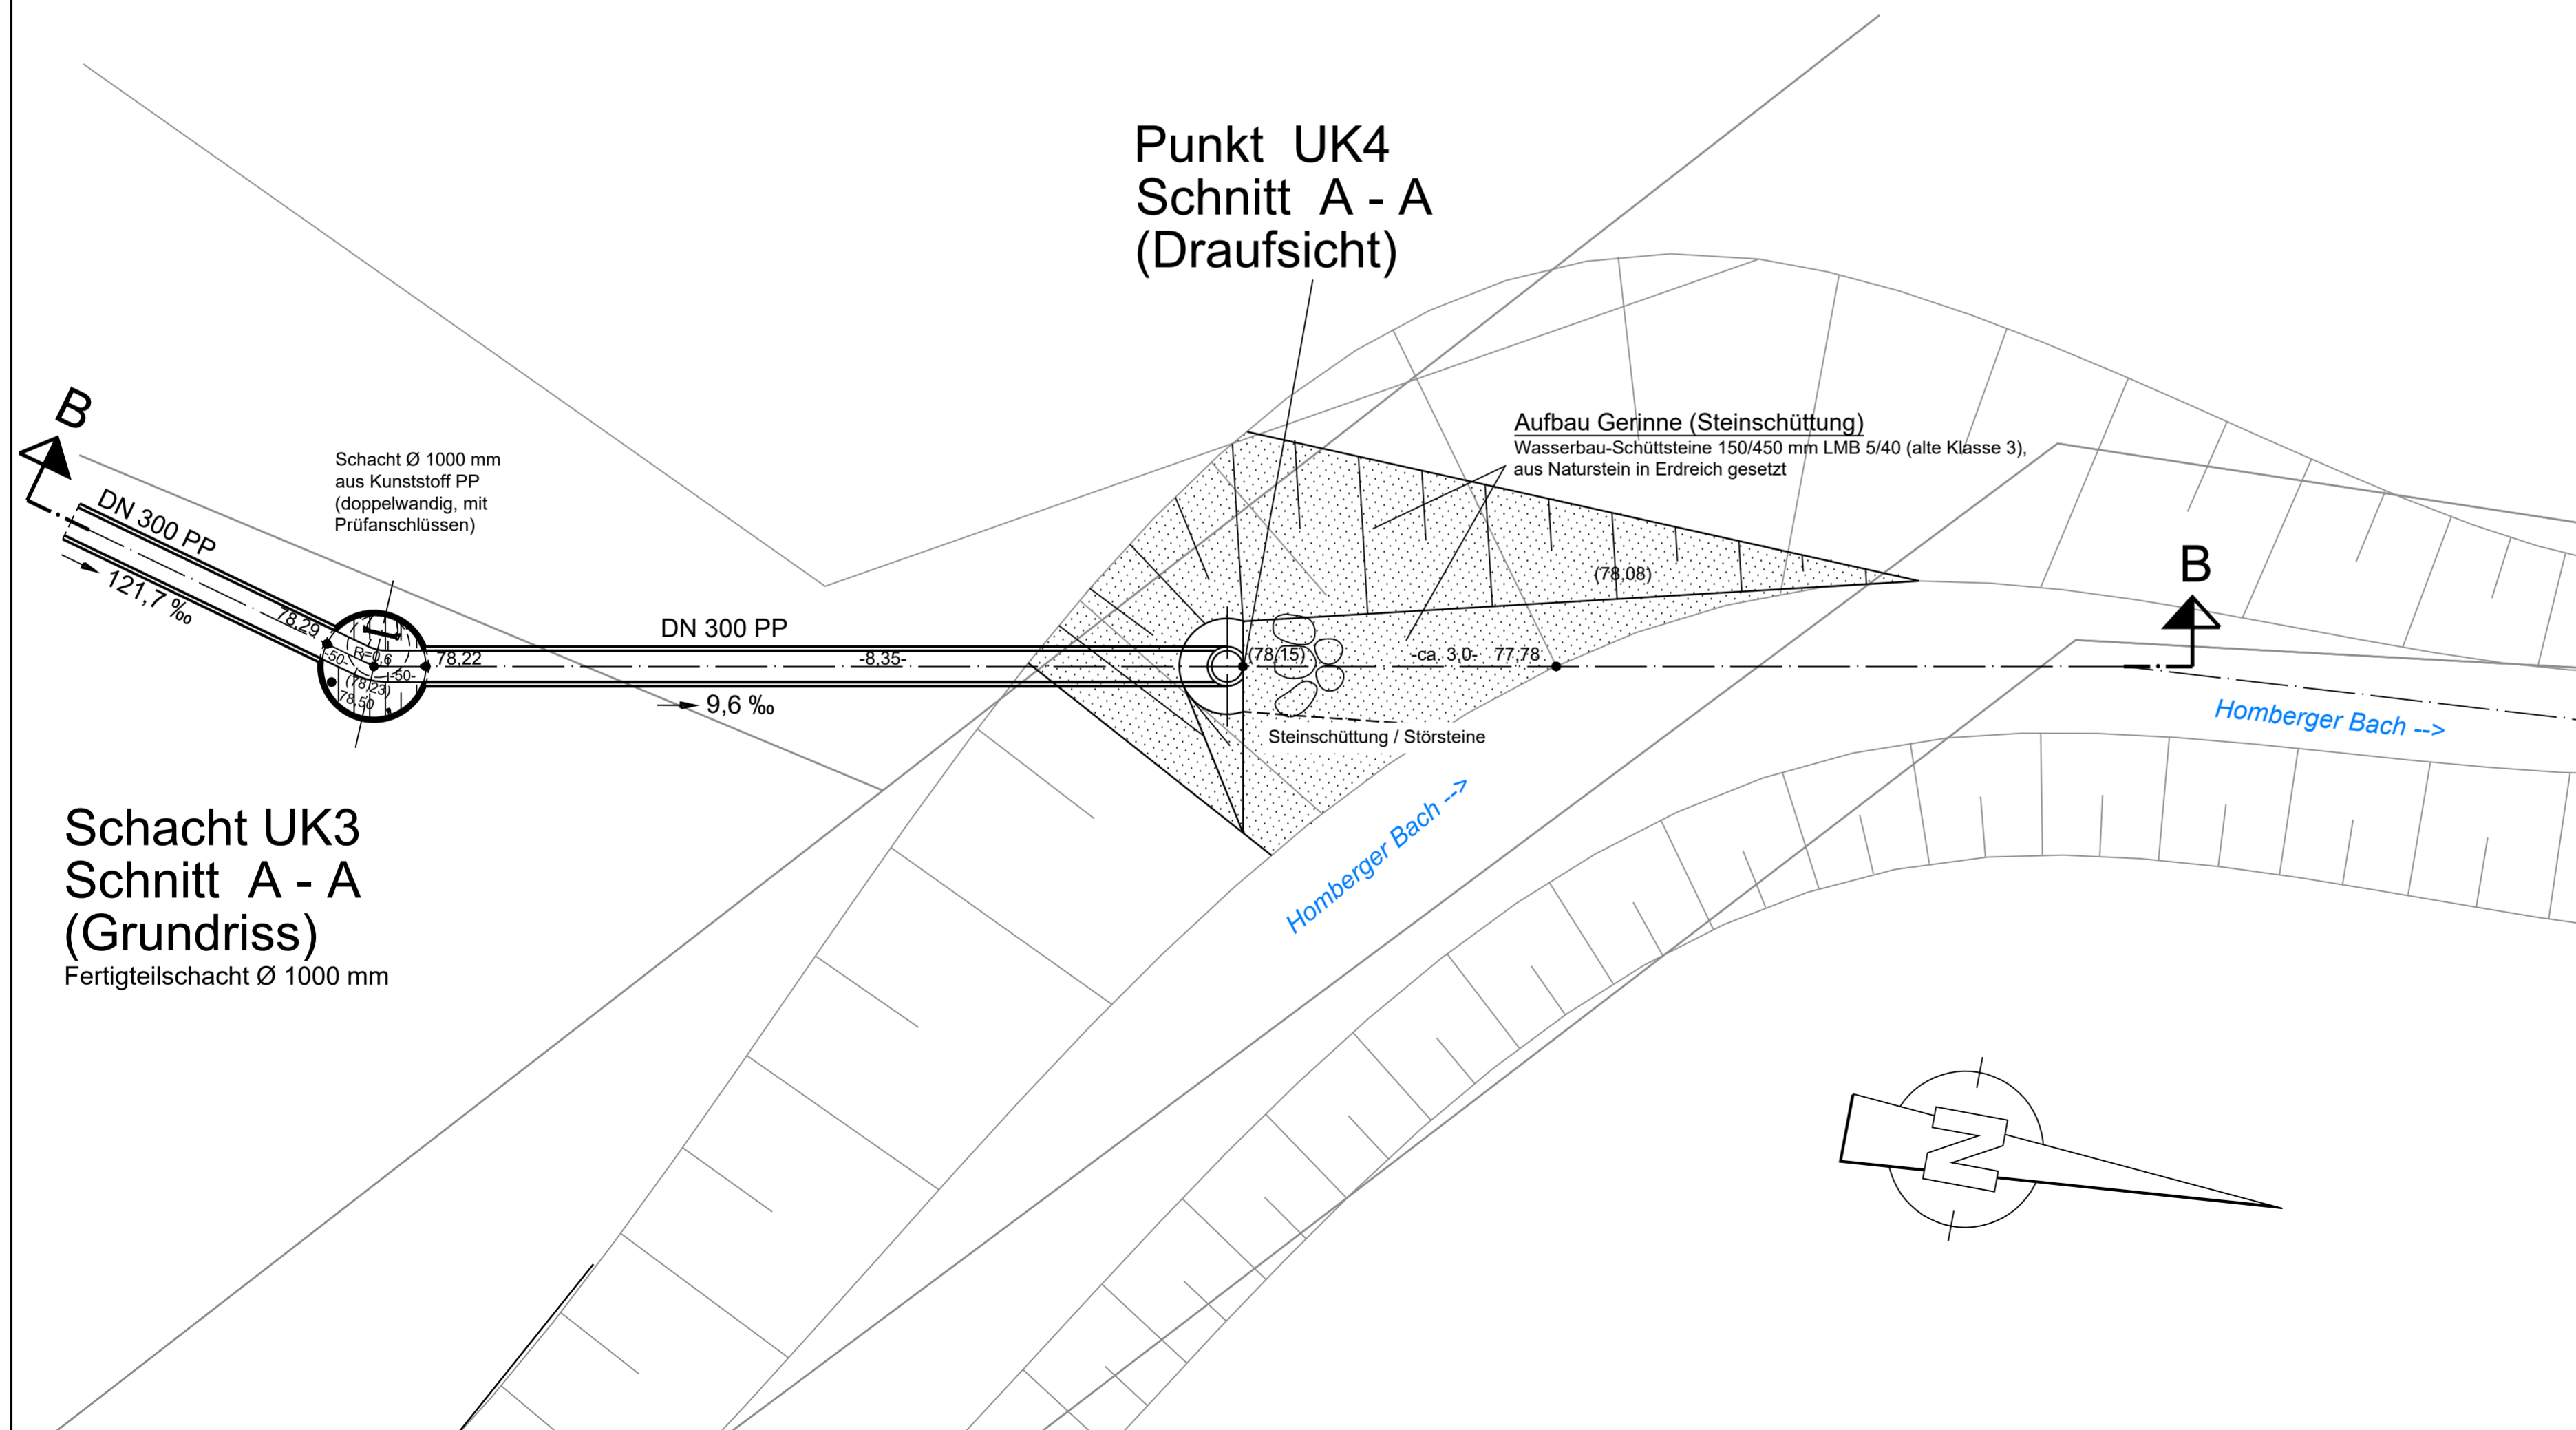 Punkt UK4
Schnitt A - A
(Draufsicht)
B
Schacht Ø 1000 mm
aus Kunststoff PP
(doppelwandig, mit
Prüfanschlüssen)
Aufbau Gerinne (Steinschüttung)
Wasserbau-Schüttsteine 150/450 mm LMB 5/40 (alte Klasse 3),
aus Naturstein in Erdreich gesetzt
DN 300 PP
121,7 ‰
78,29
-50-
R=0,6
-50-
(78,23)
78,50
78,22
DN 300 PP
-8,35-
9,6 ‰
(78,15)
-ca. 3,0-
77,78
(78,08)
Steinschüttung / Störsteine
B
Homberger Bach -->
Homberger Bach -->
Schacht UK3
Schnitt A - A
(Grundriss)
Fertigteilschacht Ø 1000 mm
N